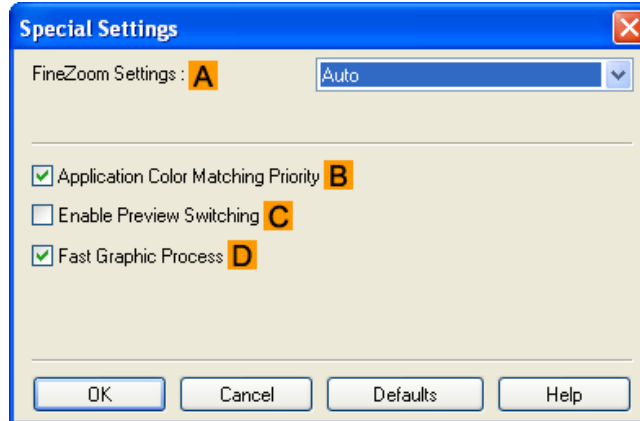 Special Settings
FineZoom Settings : A Auto
Application Color Matching Priority B
Enable Preview Switching C
Fast Graphic Process D
OK Cancel Defaults Help